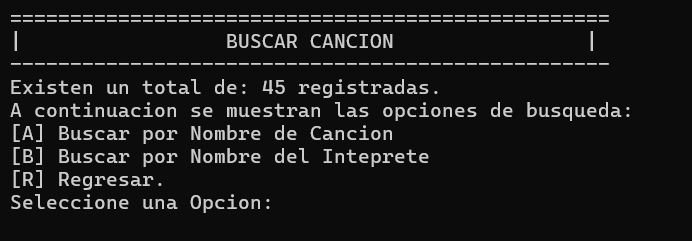 ==================================================
|                 BUSCAR CANCION                |
--------------------------------------------------
Existen un total de: 45 registradas.
A continuacion se muestran las opciones de busqueda:
[A] Buscar por Nombre de Cancion
[B] Buscar por Nombre del Inteprete
[R] Regresar.
Seleccione una Opcion: